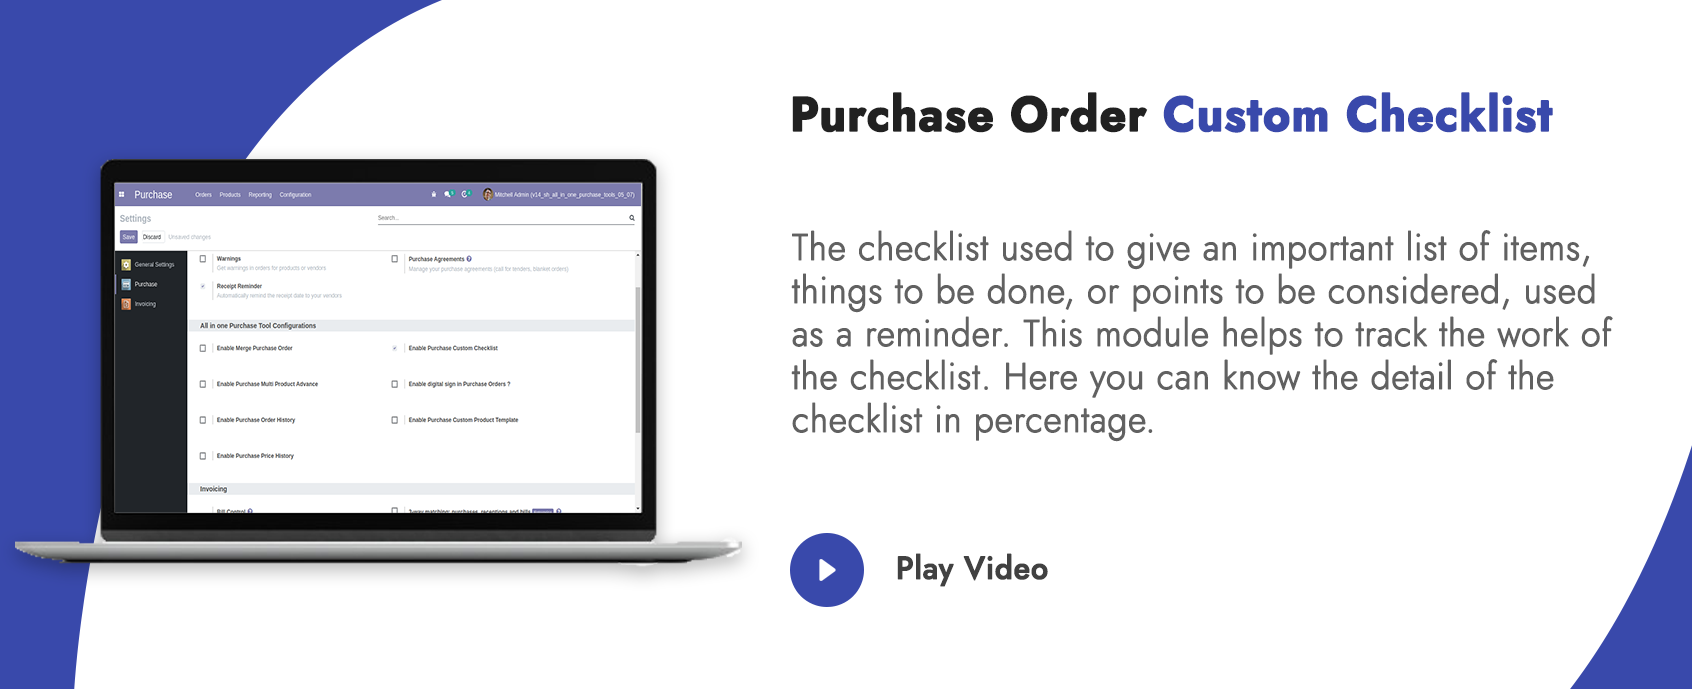 Purchase Order Custom Checklist
The checklist used to give an important list of items,
things to be done, or points to be considered, used
as a reminder. This module helps to track the work of
the checklist. Here you can know the detail of the
checklist in percentage.
Play Video
Purchase Orders Products Reporting Configuration Mitchell Admin (v14_sh_all_in_one_purchase_tools_05_07)
Settings Search...
Save Discard Unsaved changes
General Settings
Purchase
Invoicing
Warnings Purchase Agreements ?
Get warnings in orders for products or vendors Manage your purchase agreements (call for tenders, blanket orders)
Receipt Reminder
Automatically remind the receipt date to your vendors
All in one Purchase Tool Configurations
Enable Merge Purchase Order Enable Purchase Custom Checklist
Enable Purchase Multi Product Advance Enable digital sign in Purchase Orders ?
Enable Purchase Order History Enable Purchase Custom Product Template
Enable Purchase Price History
Invoicing
Bill Control ? 3-way matching: purchases, receptions and bills